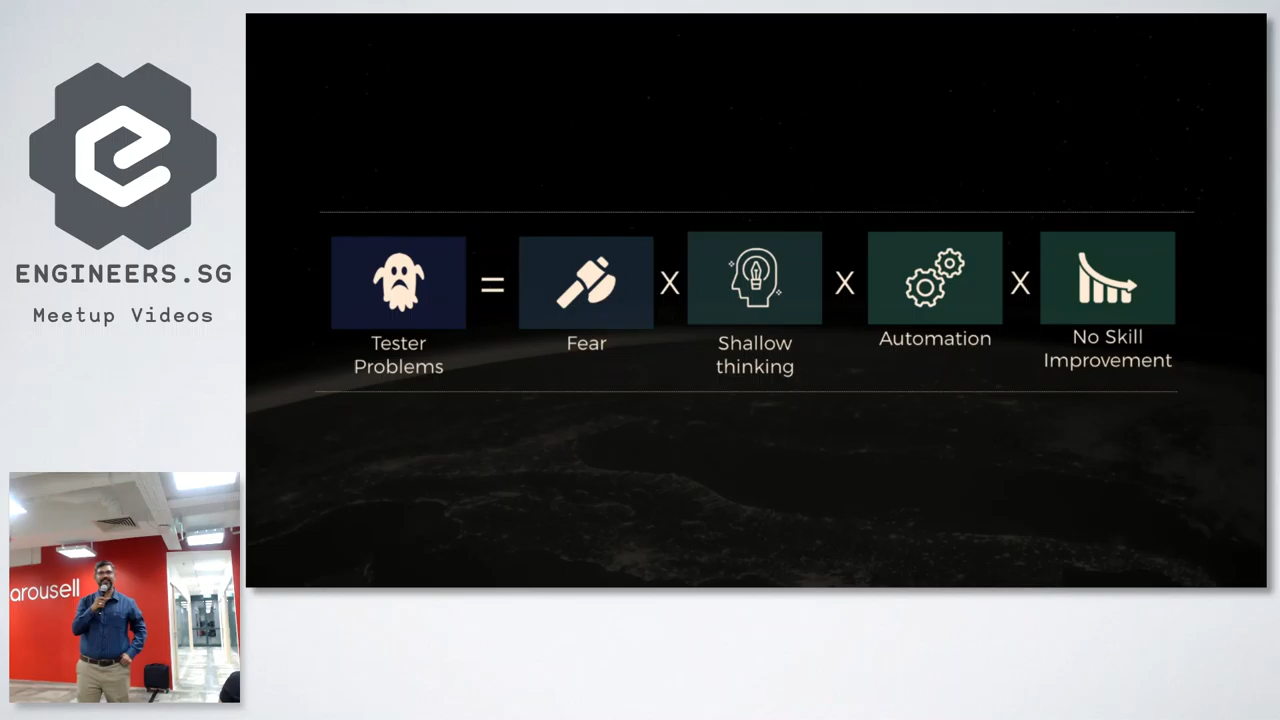 ENGINEERS.SG
Meetup Videos
=
X
X
X
Tester
Problems
Fear
Shallow
thinking
Automation
No Skill
Improvement
arousell